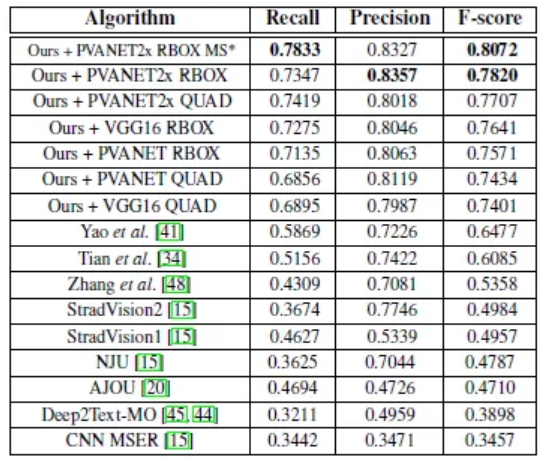 Algorithm Recall Precision F-score
Ours + PVANET2x RBOX MS* 0.7833 0.8327 0.8072
Ours + PVANET2x RBOX 0.7347 0.8357 0.7820
Ours + PVANET2x QUAD 0.7419 0.8018 0.7707
Ours + VGG16 RBOX 0.7275 0.8046 0.7641
Ours + PVANET RBOX 0.7135 0.8063 0.7571
Ours + PVANET QUAD 0.6856 0.8119 0.7434
Ours + VGG16 QUAD 0.6895 0.7987 0.7401
Yao et al. [41] 0.5869 0.7226 0.6477
Tian et al. [34] 0.5156 0.7422 0.6085
Zhang et al. [48] 0.4309 0.7081 0.5358
StradVision2 [15] 0.3674 0.7746 0.4984
StradVision1 [15] 0.4627 0.5339 0.4957
NJU [15] 0.3625 0.7044 0.4787
AJOU [20] 0.4694 0.4726 0.4710
Deep2Text-MO [45, 44] 0.3211 0.4959 0.3898
CNN MSER [15] 0.3442 0.3471 0.3457